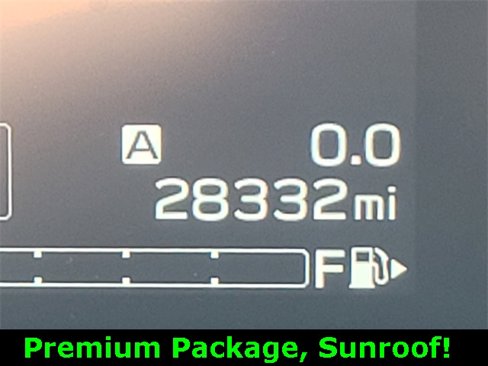 A 0.0
28332mi
F
Premium Package, Sunroof!